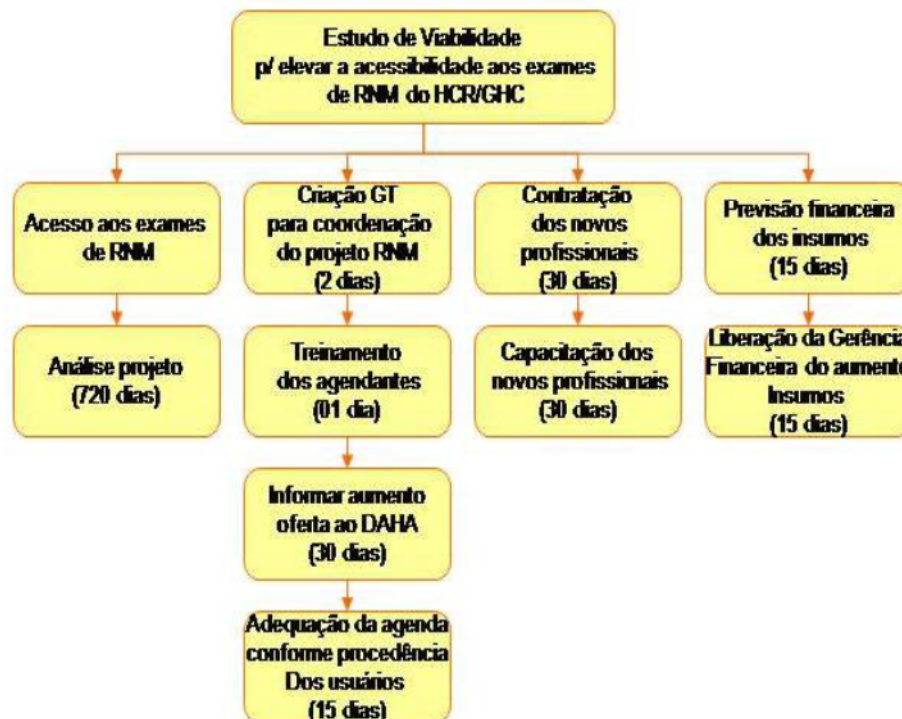 Estudo de Viabilidade
p/ elevar a acessibilidade aos exames
de RNM do HCR/GHC
Acesso aos exames
de RNM
Criação GT
para coordenação
do projeto RNM
(2 dias)
Contratação
dos novos
profissionais
(30 dias)
Previsão financeira
dos insumos
(15 dias)
Análise projeto
(720 dias)
Treinamento
dos agendantes
(01 dia)
Capacitação dos
novos profissionais
(30 dias)
Liberação da Gerência
Financeira do aumento
Insumos
(15 dias)
Informar aumento
oferta ao DAHA
(30 dias)
Adequação da agenda
conforme procedência
Dos usuários
(15 dias)